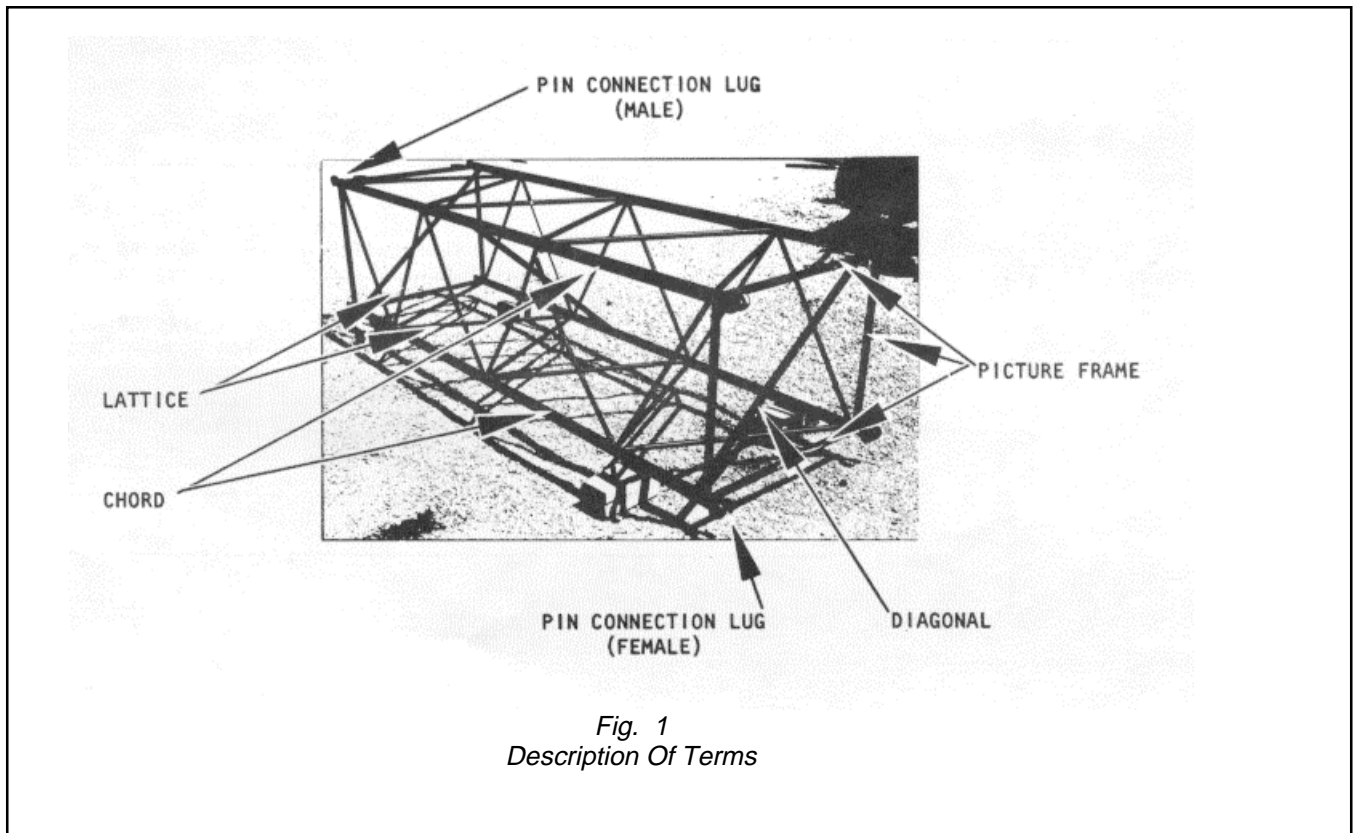 PIN CONNECTION LUG
(MALE)
LATTICE
PICTURE FRAME
CHORD
PIN CONNECTION LUG
(FEMALE)
DIAGONAL
Fig. 1
Description Of Terms